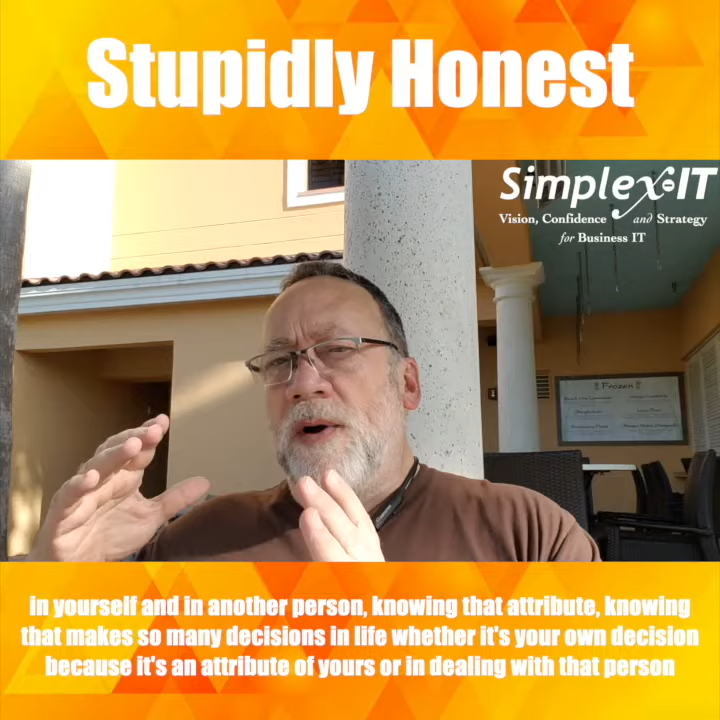 Stupidly Honest
Simplex-IT
Vision, Confidence and Strategy
for Business IT
Frozen
in yourself and in another person, knowing that attribute, knowing
that makes so many decisions in life whether it's your own decision
because it's an attribute of yours or in dealing with that person